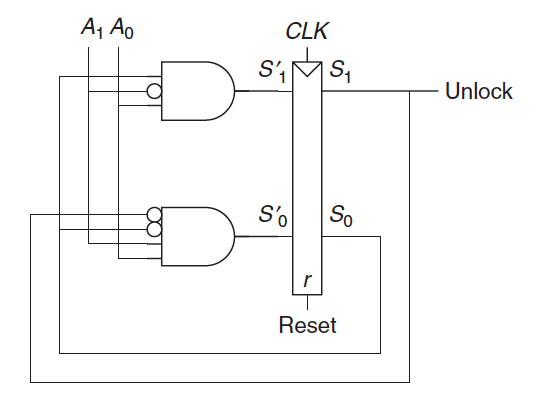 A1 A0 CLK
S'1 S1
Unlock
S'0 S0
r
Reset